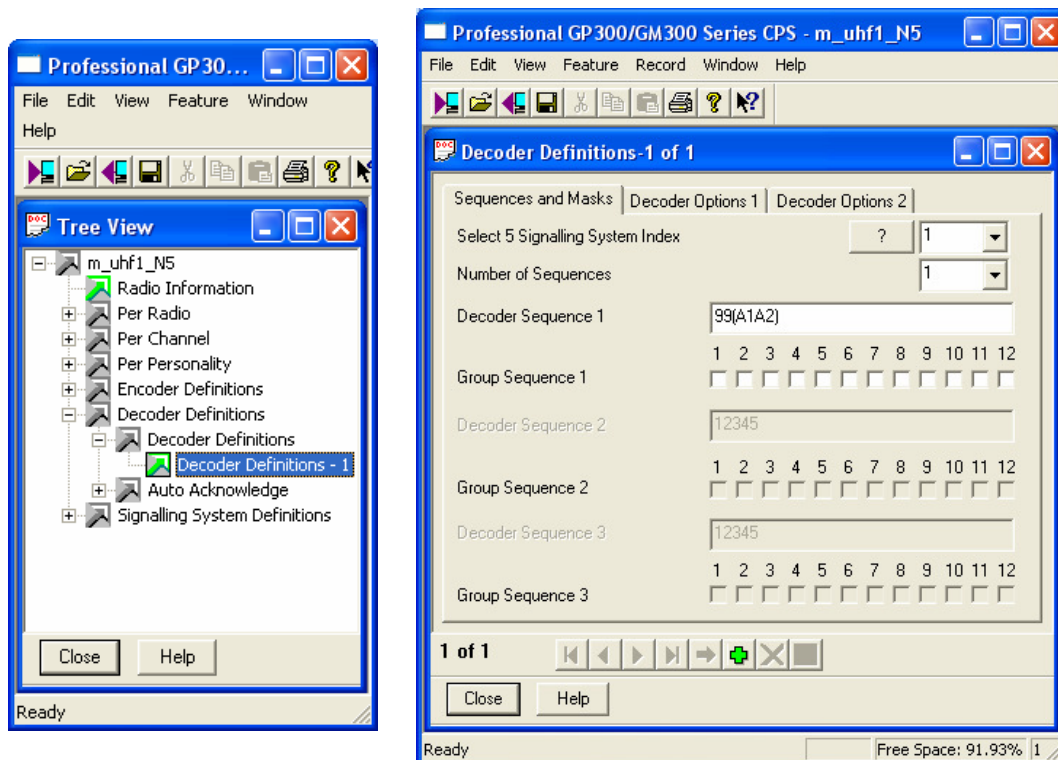 Professional GP30...
File Edit View Feature Window
Help
DOC
Tree View
m_uhf1_N5
Radio Information
Per Radio
Per Channel
Per Personality
Encoder Definitions
Decoder Definitions
Decoder Definitions
Decoder Definitions - 1
Auto Acknowledge
Signalling System Definitions
Close Help
Ready
Professional GP300/GM300 Series CPS - m_uhf1_N5
File Edit View Feature Record Window Help
DOC
Decoder Definitions-1 of 1
Sequences and Masks Decoder Options 1 Decoder Options 2
Select 5 Signalling System Index ? 1
Number of Sequences 1
Decoder Sequence 1 99(A1A2)
1 2 3 4 5 6 7 8 9 10 11 12
Group Sequence 1
Decoder Sequence 2 12345
1 2 3 4 5 6 7 8 9 10 11 12
Group Sequence 2
Decoder Sequence 3 12345
1 2 3 4 5 6 7 8 9 10 11 12
Group Sequence 3
1 of 1
Close Help
Ready Free Space: 91.93% 1